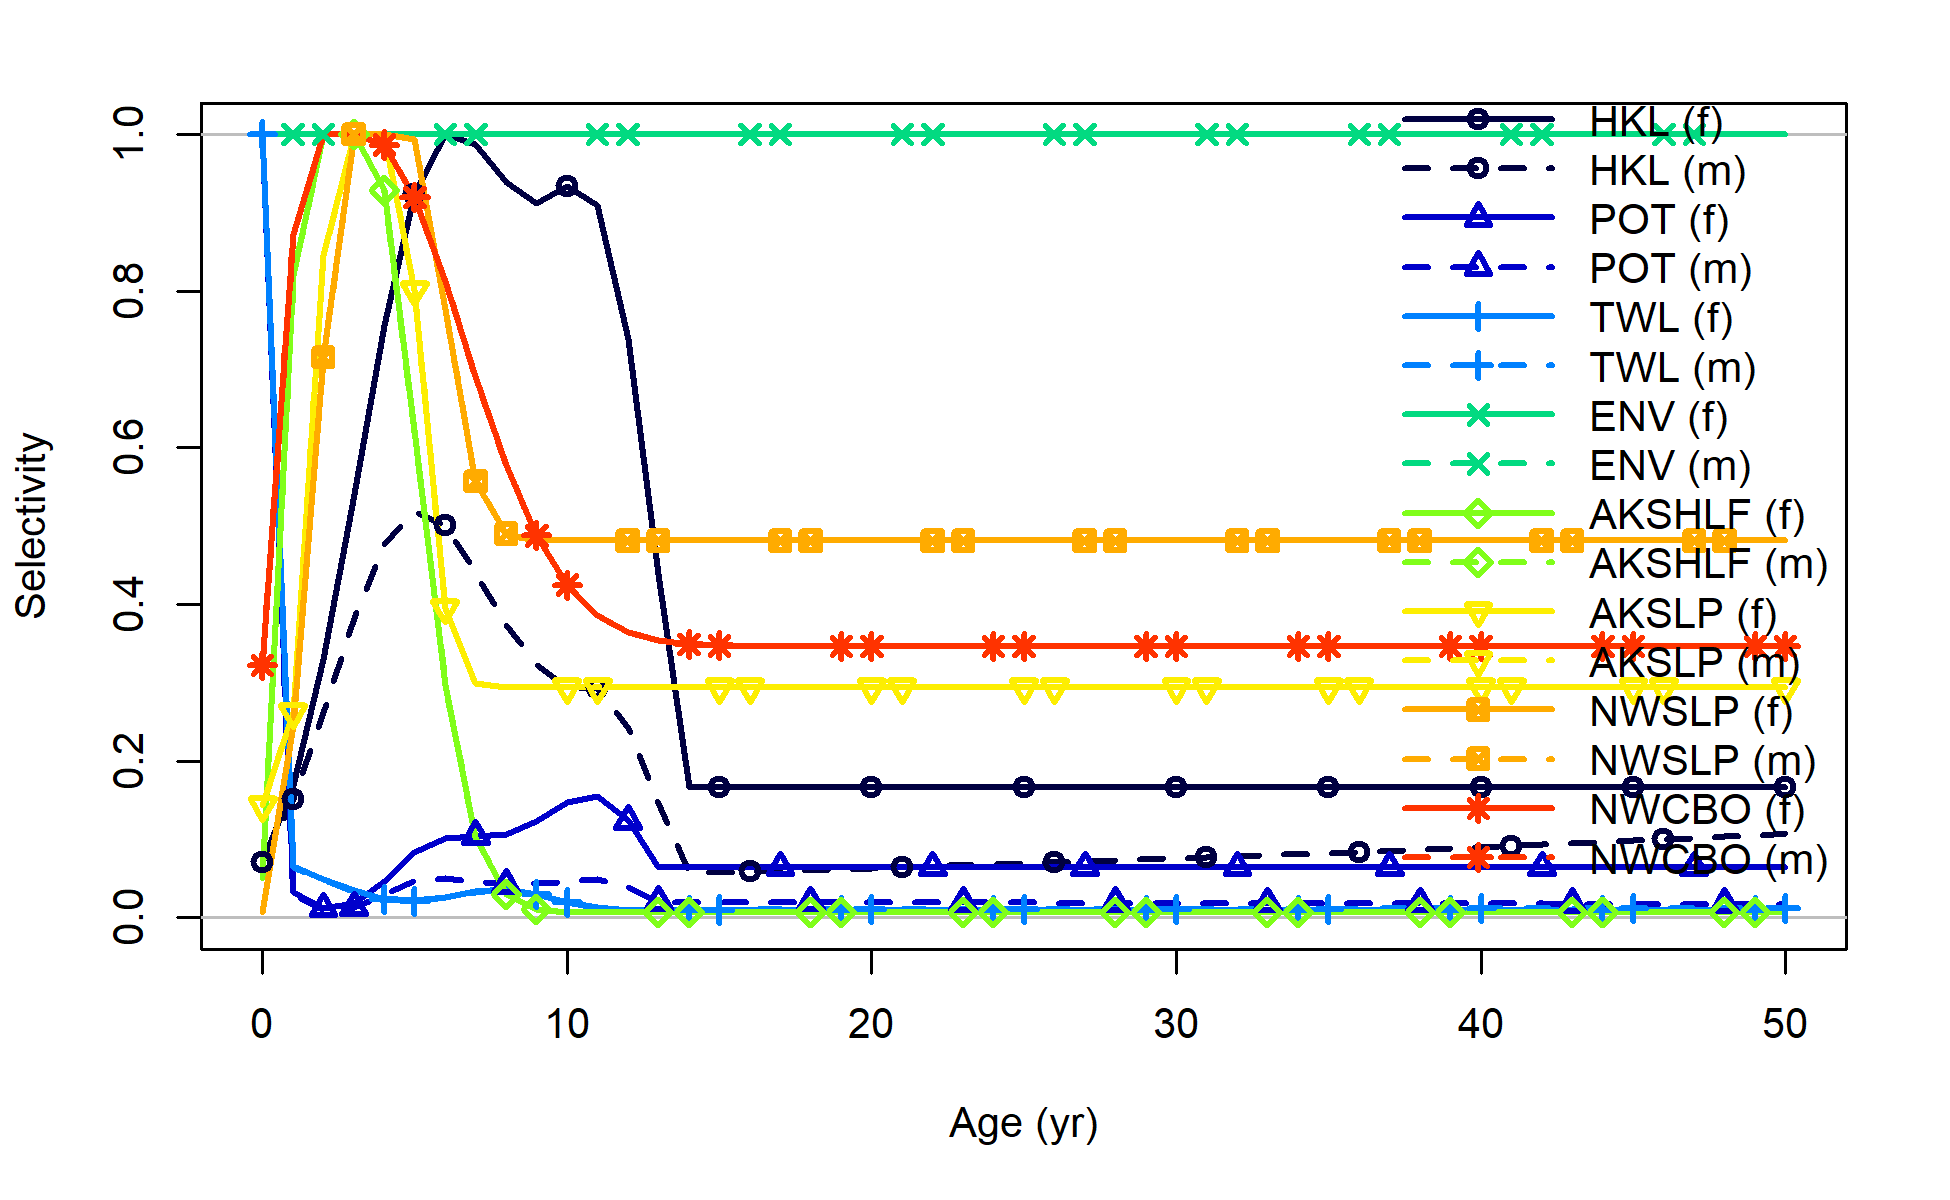 HKL (f)
HKL (m)
POT (f)
POT (m)
TWL (f)
TWL (m)
ENV (f)
ENV (m)
AKSHLF (f)
AKSHLF (m)
AKSLP (f)
AKSLP (m)
NWSLP (f)
NWSLP (m)
NWCBO (f)
NWCBO (m)
Selectivity
1.0
0.8
0.6
0.4
0.2
0.0
0 10 20 30 40 50
Age (yr)